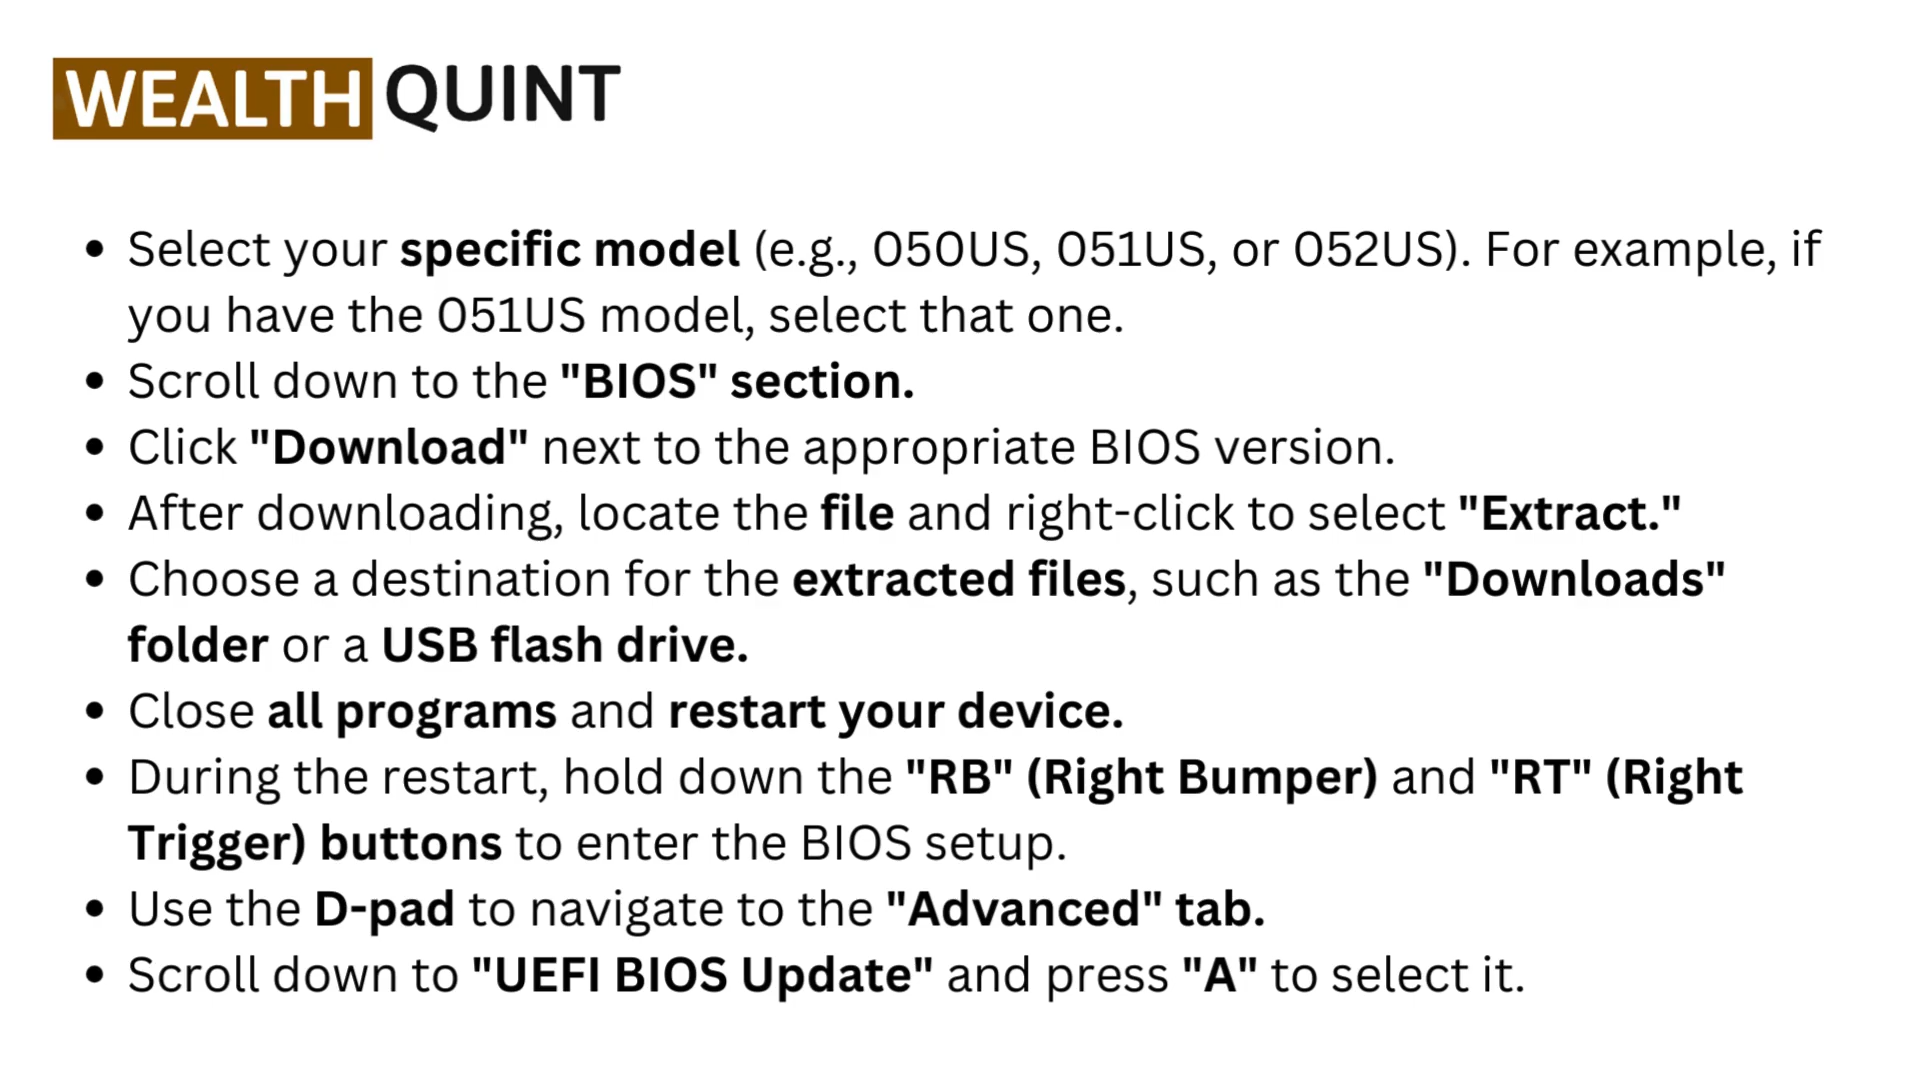 WEALTH QUINT
• Select your specific model (e.g., 050US, 051US, or 052US). For example, if
you have the 051US model, select that one.
• Scroll down to the "BIOS" section.
• Click "Download" next to the appropriate BIOS version.
• After downloading, locate the file and right-click to select "Extract."
• Choose a destination for the extracted files, such as the "Downloads"
folder or a USB flash drive.
• Close all programs and restart your device.
• During the restart, hold down the "RB" (Right Bumper) and "RT" (Right
Trigger) buttons to enter the BIOS setup.
• Use the D-pad to navigate to the "Advanced" tab.
• Scroll down to "UEFI BIOS Update" and press "A" to select it.